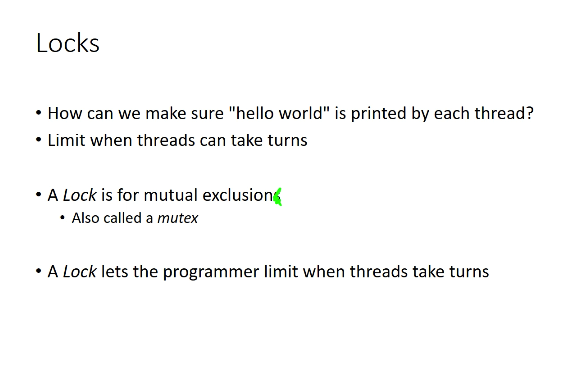 Locks
• How can we make sure "hello world" is printed by each thread?
• Limit when threads can take turns
• A Lock is for mutual exclusion
• Also called a mutex
• A Lock lets the programmer limit when threads take turns